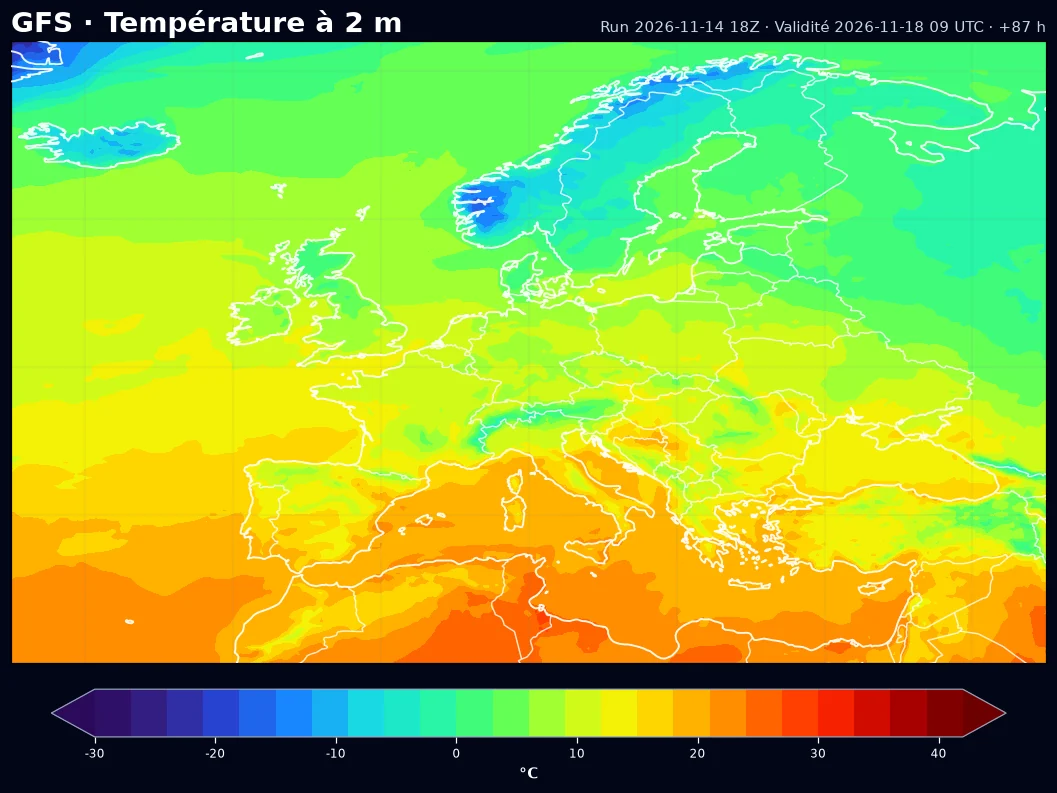 GFS · Température à 2 m
Run 2026-11-14 18Z · Validité 2026-11-18 09 UTC · +87 h
-30 -20 -10 0 10 20 30 40
°C